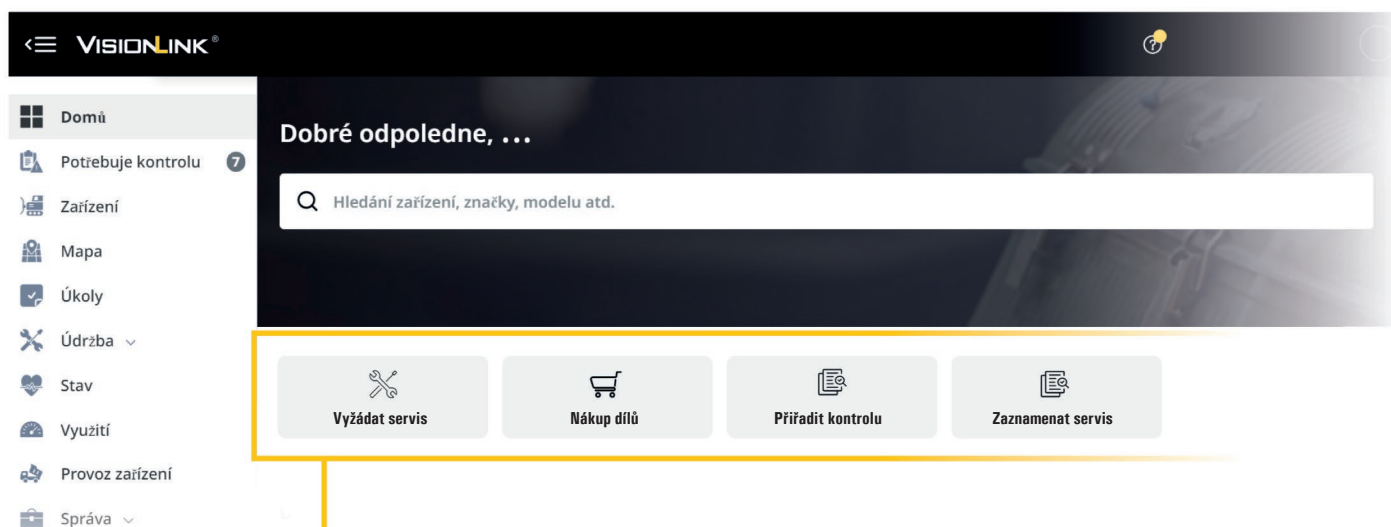 VISIONLINK®
Domů
Potřebuje kontrolu 7
Zařízení
Mapa
Úkoly
Údržba
Stav
Využití
Provoz zařízení
Správa
Dobré odpoledne, ...
Hledání zařízení, značky, modelu atd.
Vyžádat servis
Nákup dílů
Přiřadit kontrolu
Zaznamenat servis